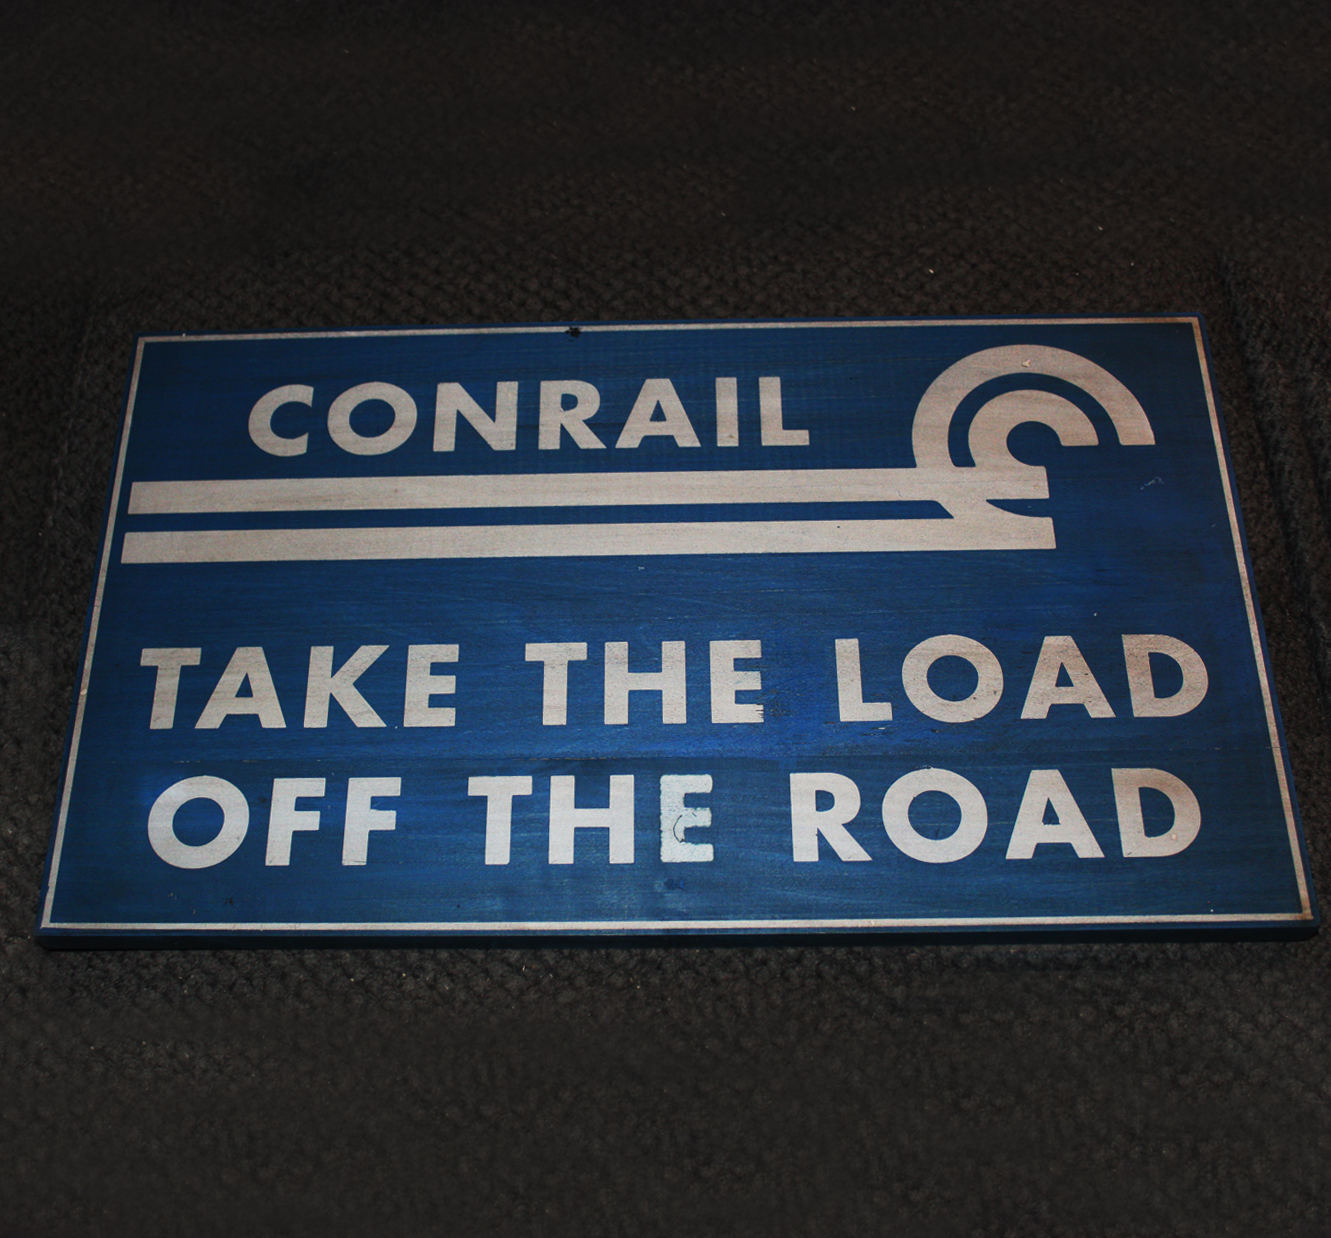 CONRAIL
TAKE THE LOAD
OFF THE ROAD